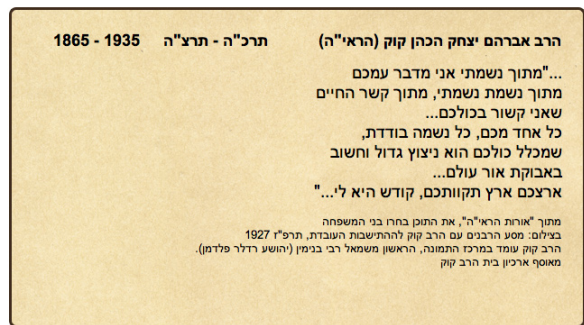 הרב אברהם יצחק הכהן קוק (הראי"ה) תרכ"ה - תרצ"ה 1865 - 1935
..."מתוך נשמתי אני מדבר עמכם
מתוך נשמת נשמתי, מתוך קשר החיים
שאני קשור בכולכם...
כל אחד מכם, כל נשמה בודדת,
שמכלל כולכם הוא ניצוץ גדול וחשוב
באבוקת אור עולם...
ארצכם ארץ תקוותכם, קודש היא לי..."
מתוך "אורות הראי"ה", את התוכן בחרו בני המשפחה
בצילום: מסע הרבנים עם הרב קוק לההתישבות העובדת, תרפ"ז 1927
הרב קוק עומד במרכז התמונה, הראשון משמאל רבי בנימין (יהושע רדלר פלדמן).
מאוסף ארכיון בית הרב קוק